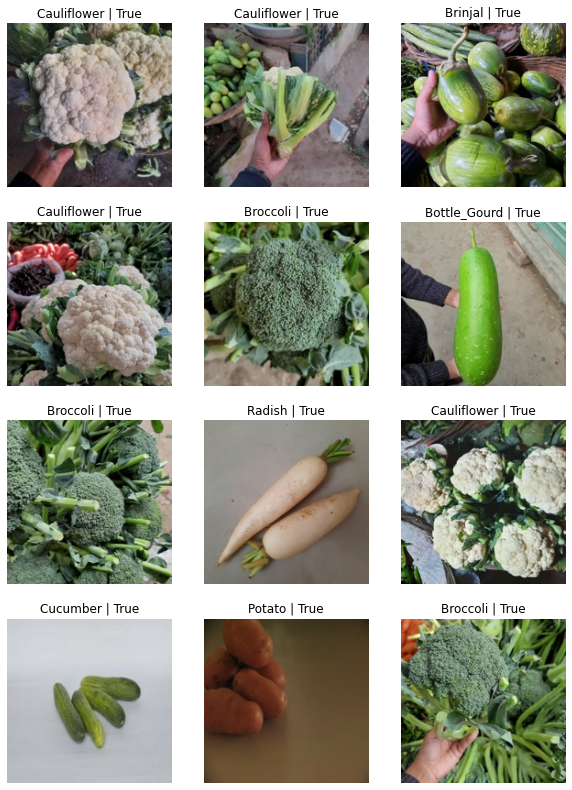 Cauliflower | True
Cauliflower | True
Brinjal | True
Cauliflower | True
Broccoli | True
Bottle_Gourd | True
Broccoli | True
Radish | True
Cauliflower | True
Cucumber | True
Potato | True
Broccoli | True